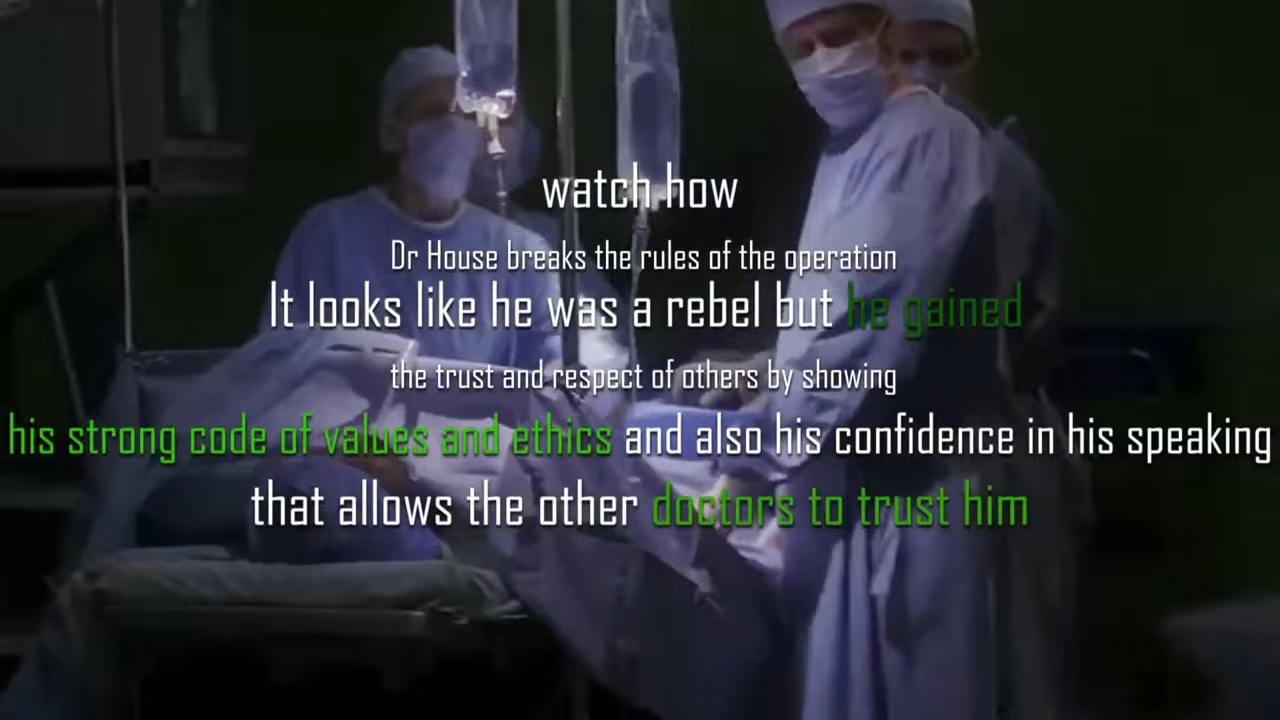 watch how
Dr House breaks the rules of the operation
It looks like he was a rebel but he gained
the trust and respect of others by showing
his strong code of values and ethics and also his confidence in his speaking
that allows the other doctors to trust him